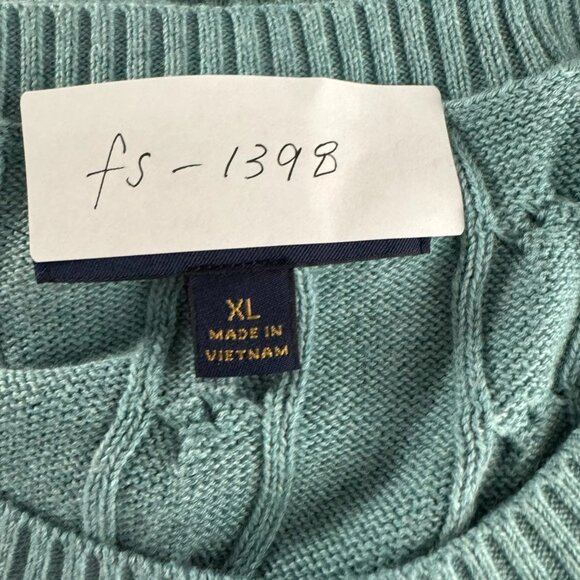 fs - 1398
XL
MADE IN
VIETNAM